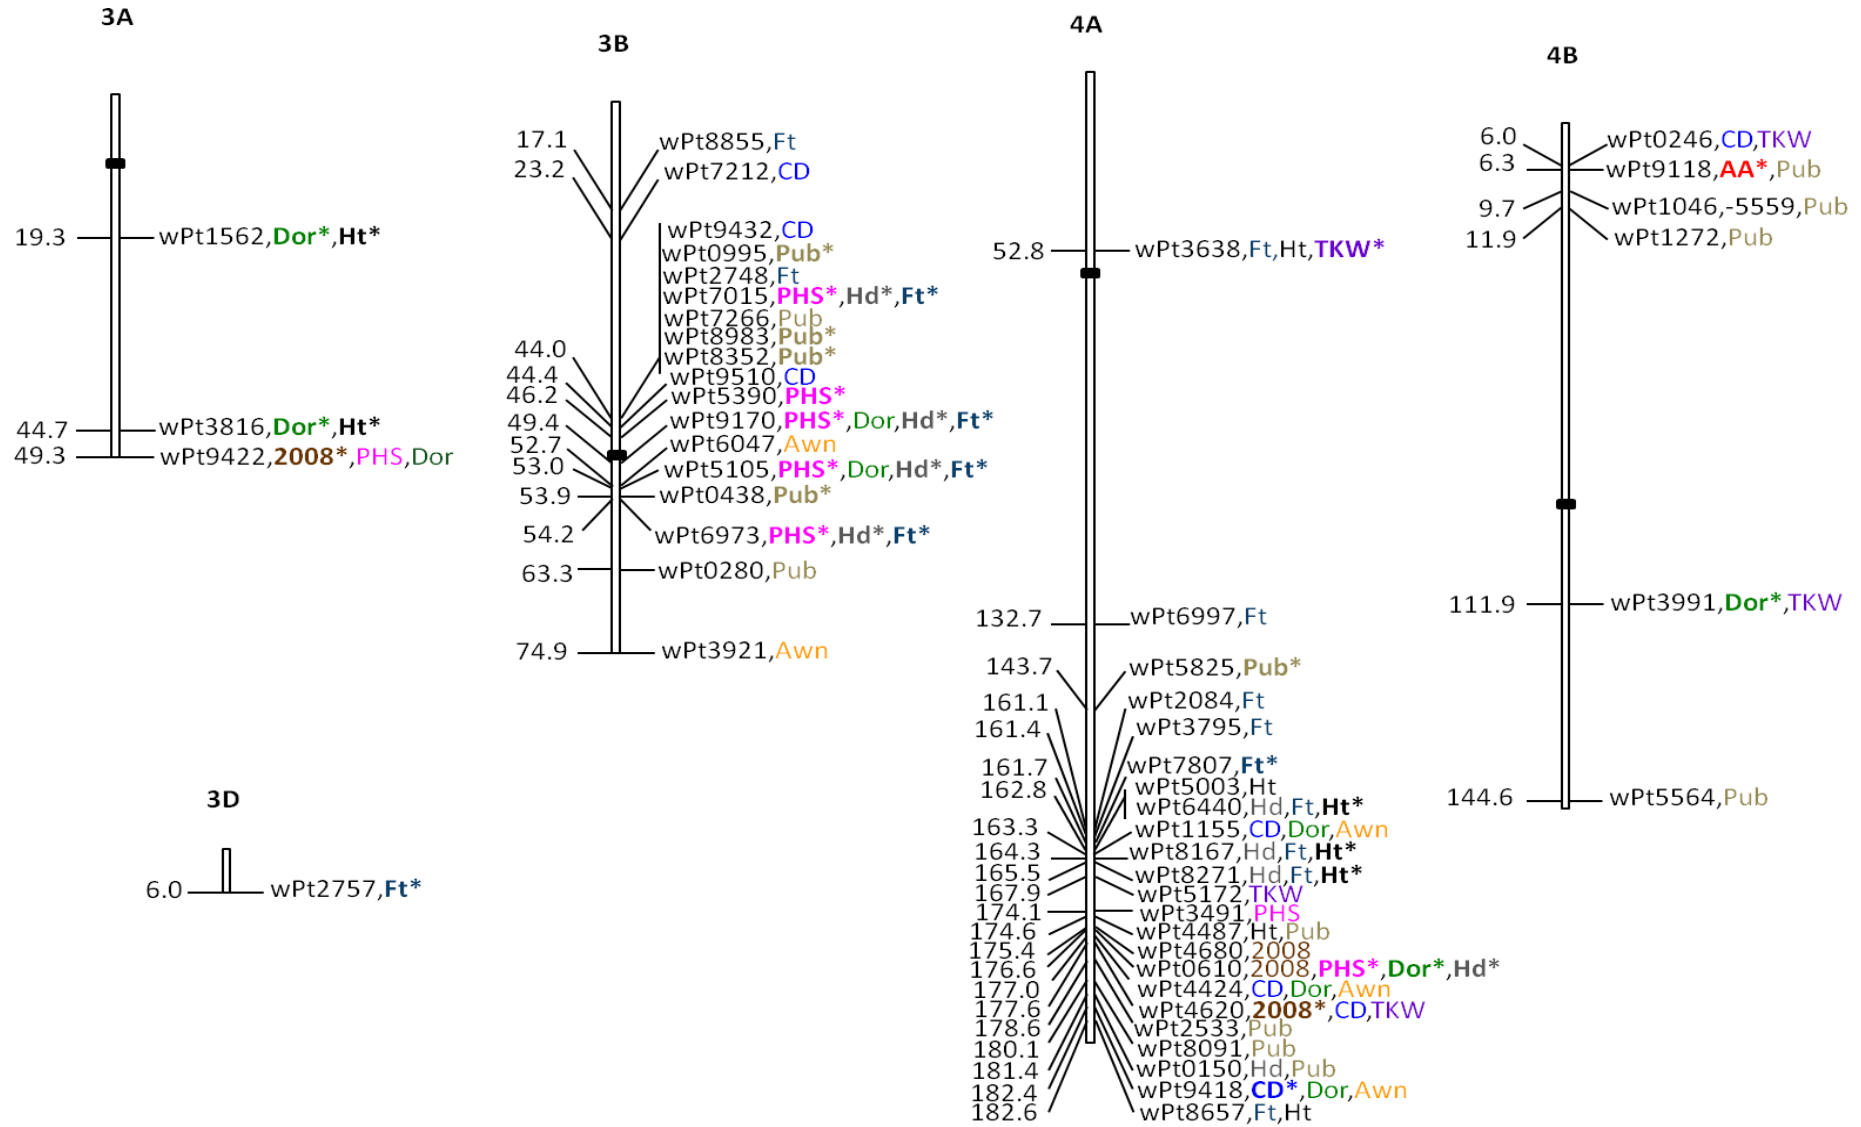 3A
19.3 wPt1562,Dor*,Ht*
44.7 wPt3816,Dor*,Ht*
49.3 wPt9422,2008*,PHS,Dor
3B
17.1 wPt8855,Ft
23.2 wPt7212,CD
wPt9432,CD
wPt0995,Pub*
wPt2748,Ft
wPt7015,PHS*,Hd*,Ft*
wPt7266,Pub
wPt8983,Pub*
44.0 wPt8352,Pub*
44.4 wPt9510,CD
46.2 wPt5390,PHS*
49.4 wPt9170,PHS*,Dor,Hd*,Ft*
52.7 wPt6047,Awn
53.0 wPt5105,PHS*,Dor,Hd*,Ft*
53.9 wPt0438,Pub*
54.2 wPt6973,PHS*,Hd*,Ft*
63.3 wPt0280,Pub
74.9 wPt3921,Awn
3D
6.0 wPt2757,Ft*
4A
52.8 wPt3638,Ft,Ht,TKW*
132.7 wPt6997,Ft
143.7 wPt5825,Pub*
161.1 wPt2084,Ft
161.4 wPt3795,Ft
161.7 wPt7807,Ft*
162.8 wPt5003,Ht
wPt6440,Hd,Ft,Ht*
163.3 wPt1155,CD,Dor,Awn
164.3 wPt8167,Hd,Ft,Ht*
165.5 wPt8271,Hd,Ft,Ht*
167.9 wPt5172,TKW
174.1 wPt3491,PHS
174.6 wPt4487,Ht,Pub
175.4 wPt4680,2008
176.6 wPt0610,2008,PHS*,Dor*,Hd*
177.0 wPt4424,CD,Dor,Awn
177.6 wPt4620,2008*,CD,TKW
178.6 wPt2533,Pub
180.1 wPt8091,Pub
181.4 wPt0150,Hd,Pub
182.4 wPt9418,CD*,Dor,Awn
182.6 wPt8657,Ft,Ht
4B
6.0 wPt0246,CD,TKW
6.3 wPt9118,AA*,Pub
9.7 wPt1046,-5559,Pub
11.9 wPt1272,Pub
111.9 wPt3991,Dor*,TKW
144.6 wPt5564,Pub